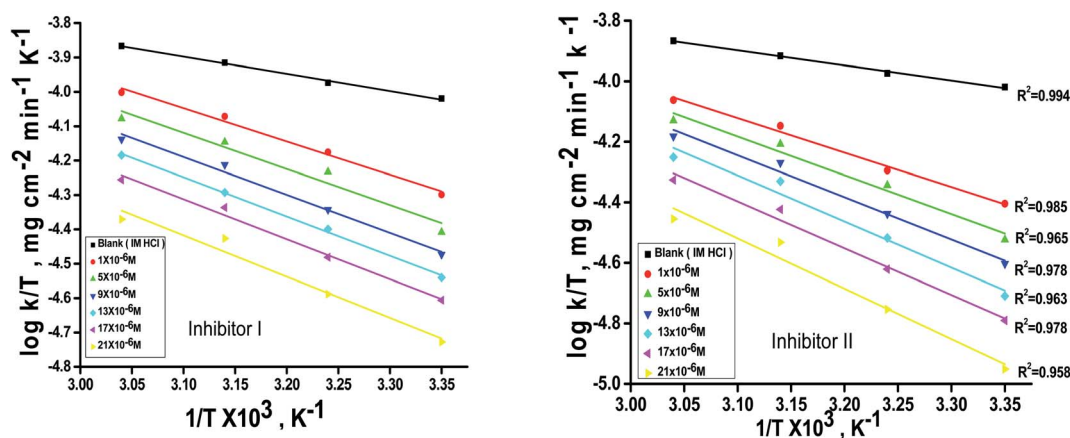 log k/T , mg cm-2 min-1 K-1
-3.8
-3.9
-4.0
-4.1
-4.2
-4.3
-4.4
-4.5
-4.6
-4.7
-4.8
Blank ( IM HCl )
1X10-6M
5X10-6M
9X10-6M
13X10-6M
17X10-6M
21X10-6M
Inhibitor I
3.00 3.05 3.10 3.15 3.20 3.25 3.30 3.35
1/T X10³ , K-1
log k/T , mg cm-2 min-1 k -1
-3.8
-4.0
-4.2
-4.4
-4.6
-4.8
-5.0
R²=0.994
R²=0.985
R²=0.965
R²=0.978
R²=0.963
R²=0.978
R²=0.958
Blank ( IM HCl )
1x10-6M
5x10-6M
9x10-6M
13x10-6M
17x10-6M
21x10-6M
Inhibitor II
3.00 3.05 3.10 3.15 3.20 3.25 3.30 3.35
1/T X10³ , K-1